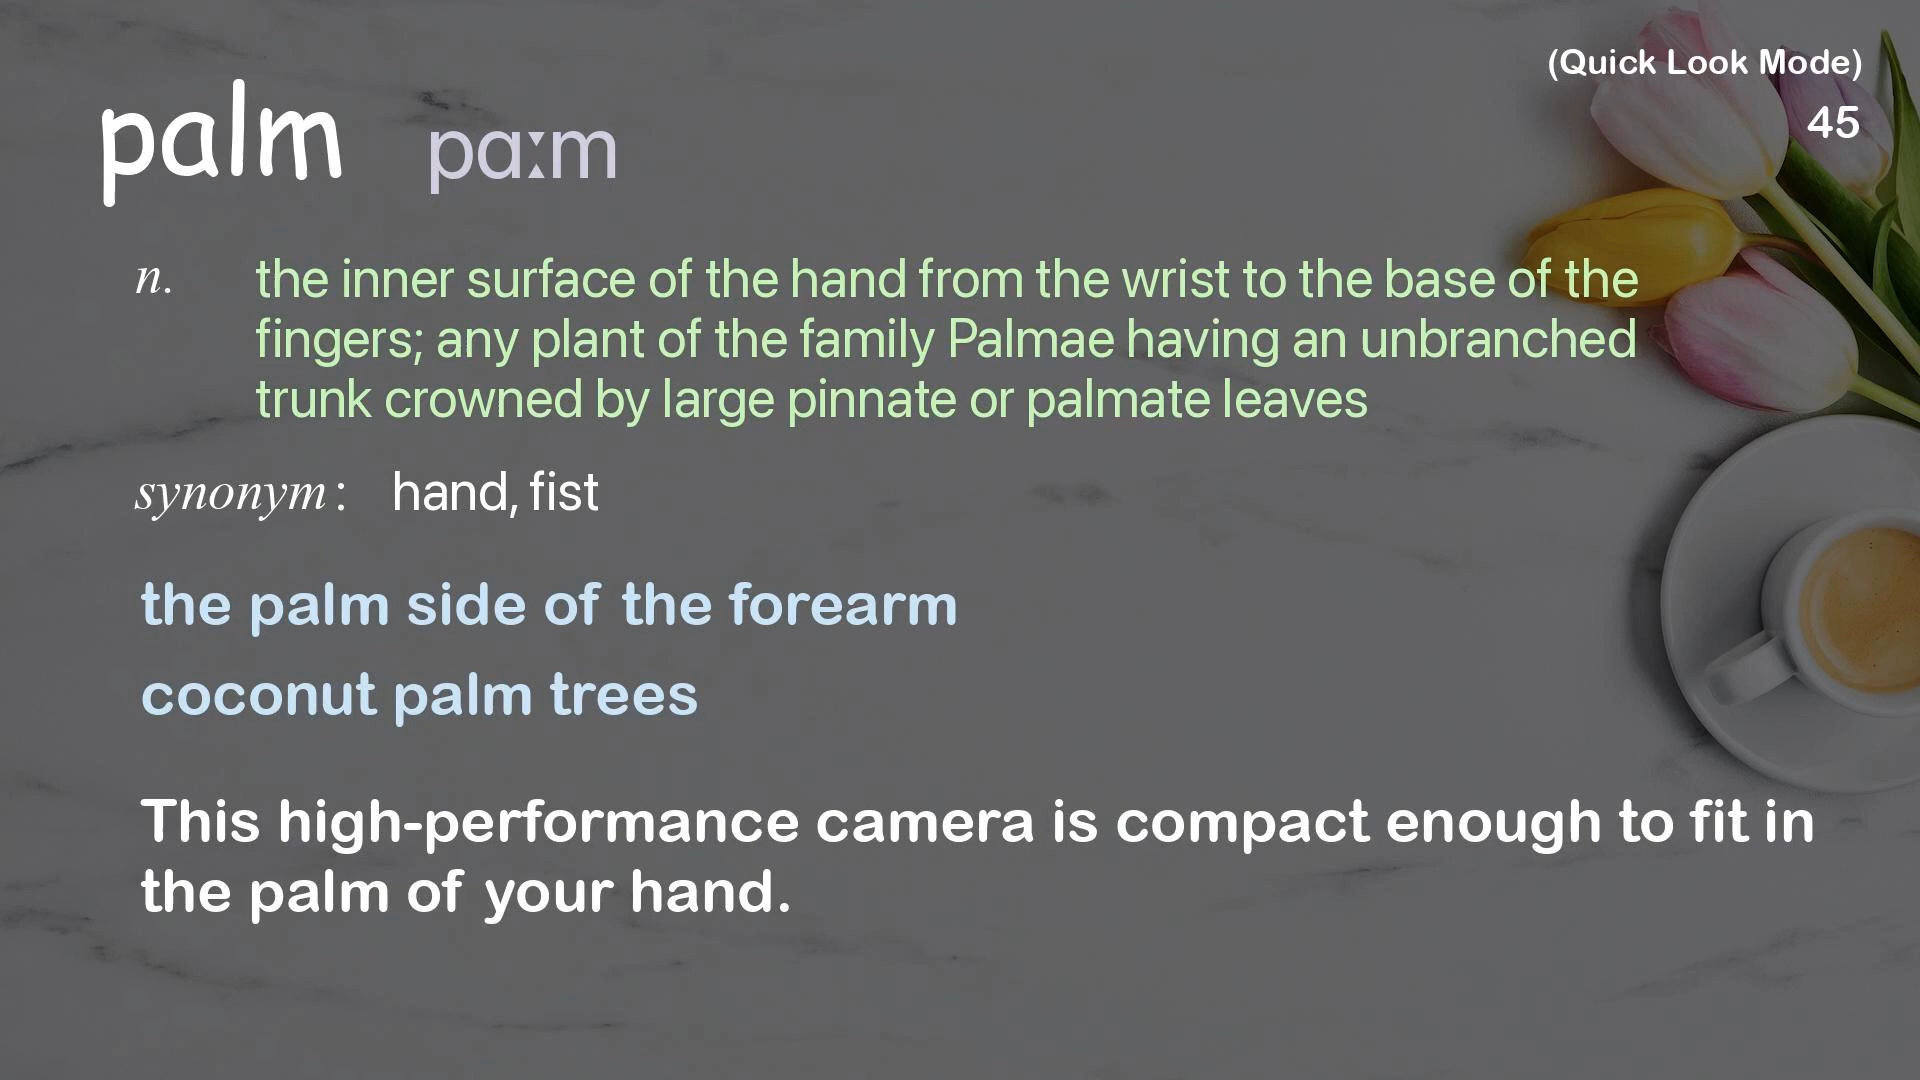 (Quick Look Mode)
45
palm pɑːm
n. the inner surface of the hand from the wrist to the base of the
fingers; any plant of the family Palmae having an unbranched
trunk crowned by large pinnate or palmate leaves
synonym: hand, fist
the palm side of the forearm
coconut palm trees
This high-performance camera is compact enough to fit in
the palm of your hand.